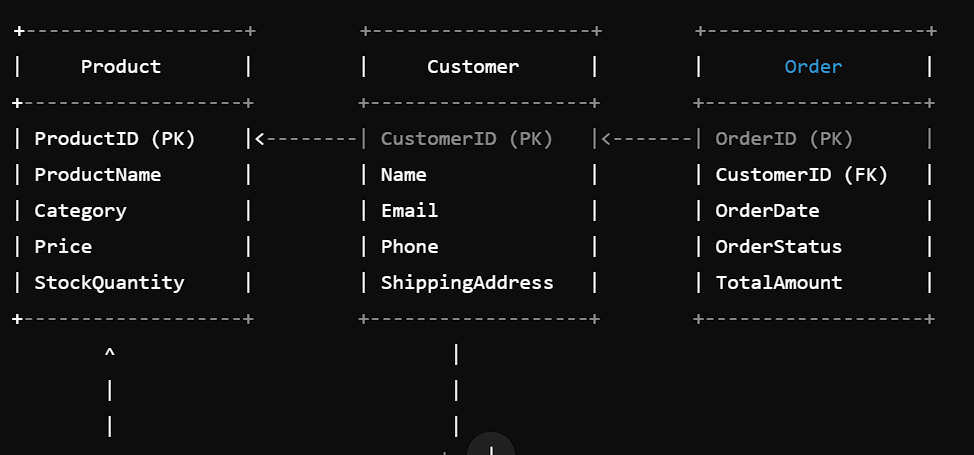 +-------------------+         +-------------------+         +-------------------+
|     Product       |         |     Customer      |         |       Order       |
+-------------------+         +-------------------+         +-------------------+
| ProductID (PK)    |<--------| CustomerID (PK)   |<-------| OrderID (PK)      |
| ProductName       |         | Name              |         | CustomerID (FK)   |
| Category          |         | Email             |         | OrderDate         |
| Price             |         | Phone             |         | OrderStatus       |
| StockQuantity     |         | ShippingAddress   |         | TotalAmount       |
+-------------------+         +-------------------+         +-------------------+
        ^                             |
        |                             |
        |                             |